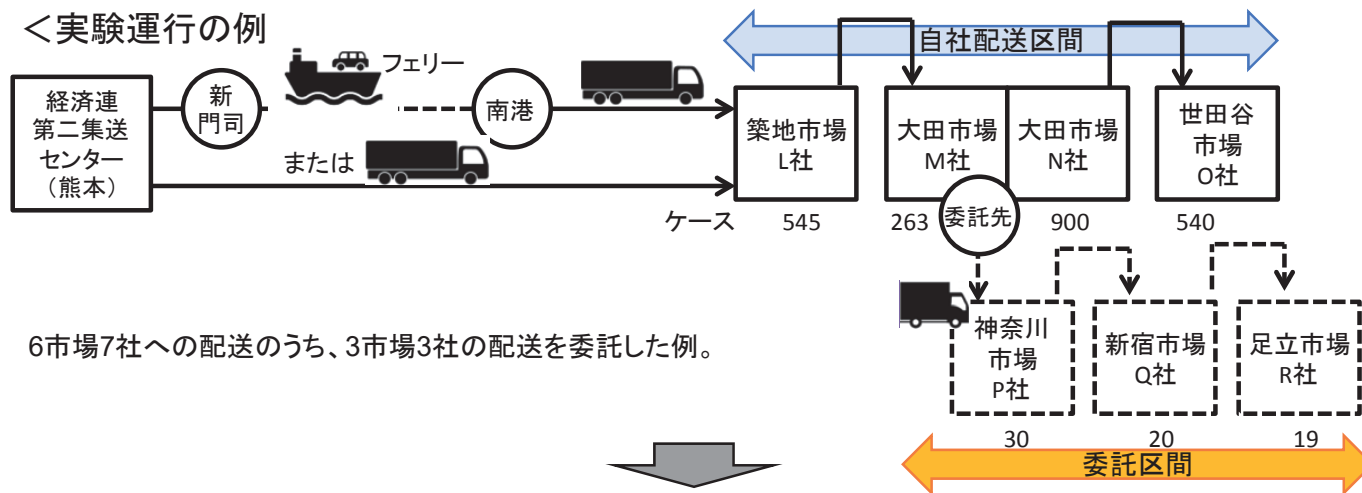 ＜実験運行の例
自社配送区間
フェリー
経済連
第二集送
センター
(熊本)
新
門司
南港
または
築地市場
L社
大田市場
M社
大田市場
N社
世田谷
市場
O社
ケース
545
263
委託先
900
540
6市場7社への配送のうち、3市場3社の配送を委託した例。
神奈川
市場
P社
新宿市場
Q社
足立市場
R社
30
20
19
委託区間